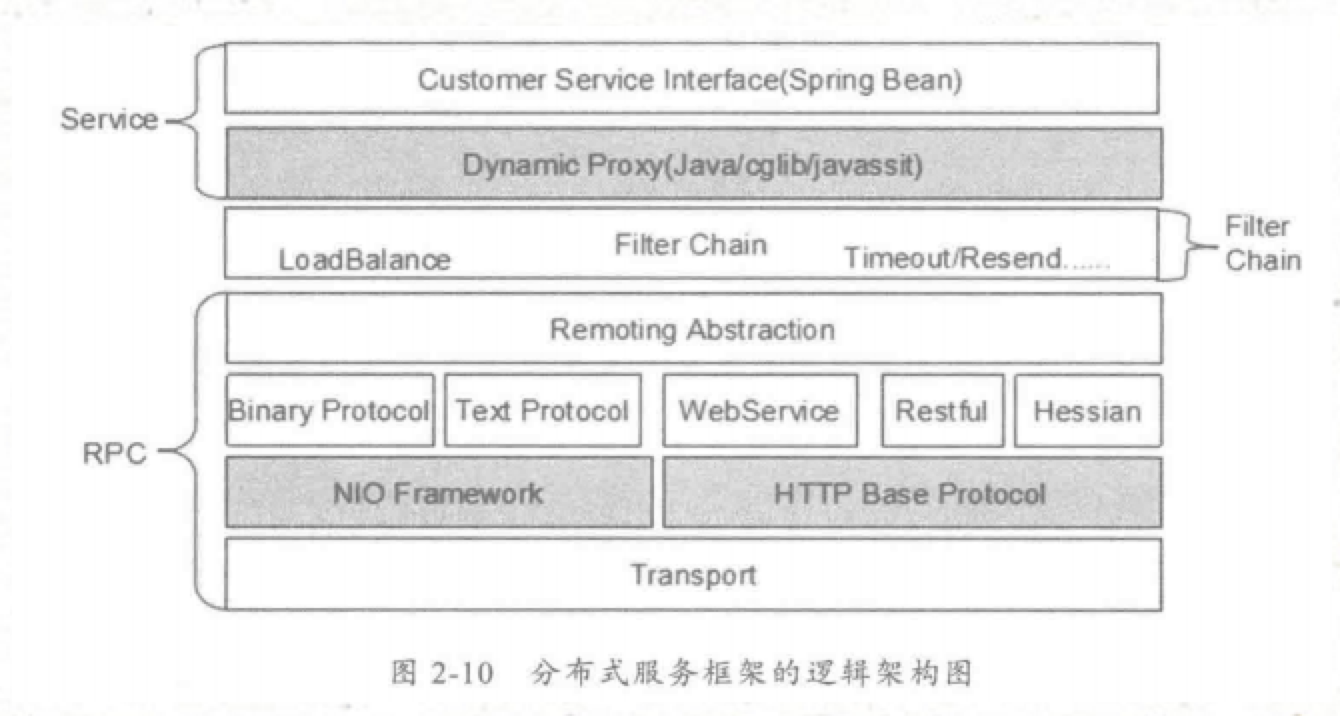 Customer Service Interface(Spring Bean)
Service
Dynamic Proxy(Java/cglib/javassit)
Filter Chain
LoadBalance
Timeout/Resend......
Filter
Chain
Remoting Abstraction
Binary Protocol
Text Protocol
WebService
Restful
Hessian
RPC
NIO Framework
HTTP Base Protocol
Transport
图 2-10 分布式服务框架的逻辑架构图